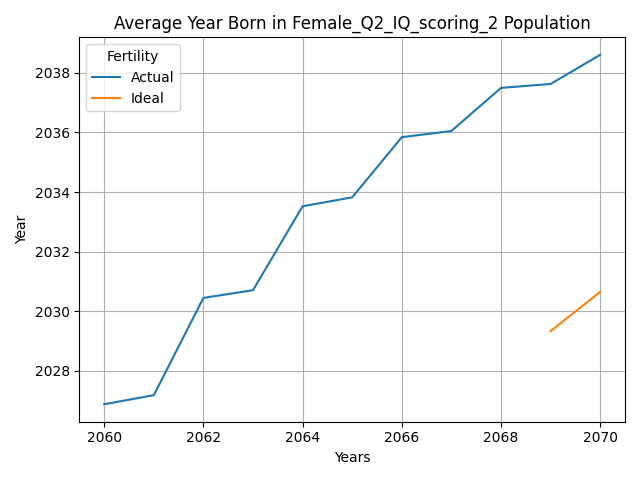 Average Year Born in Female_Q2_IQ_scoring_2 Population
Fertility
Actual
Ideal
2038
2036
2034
2032
2030
2028
Year
2060 2062 2064 2066 2068 2070
Years